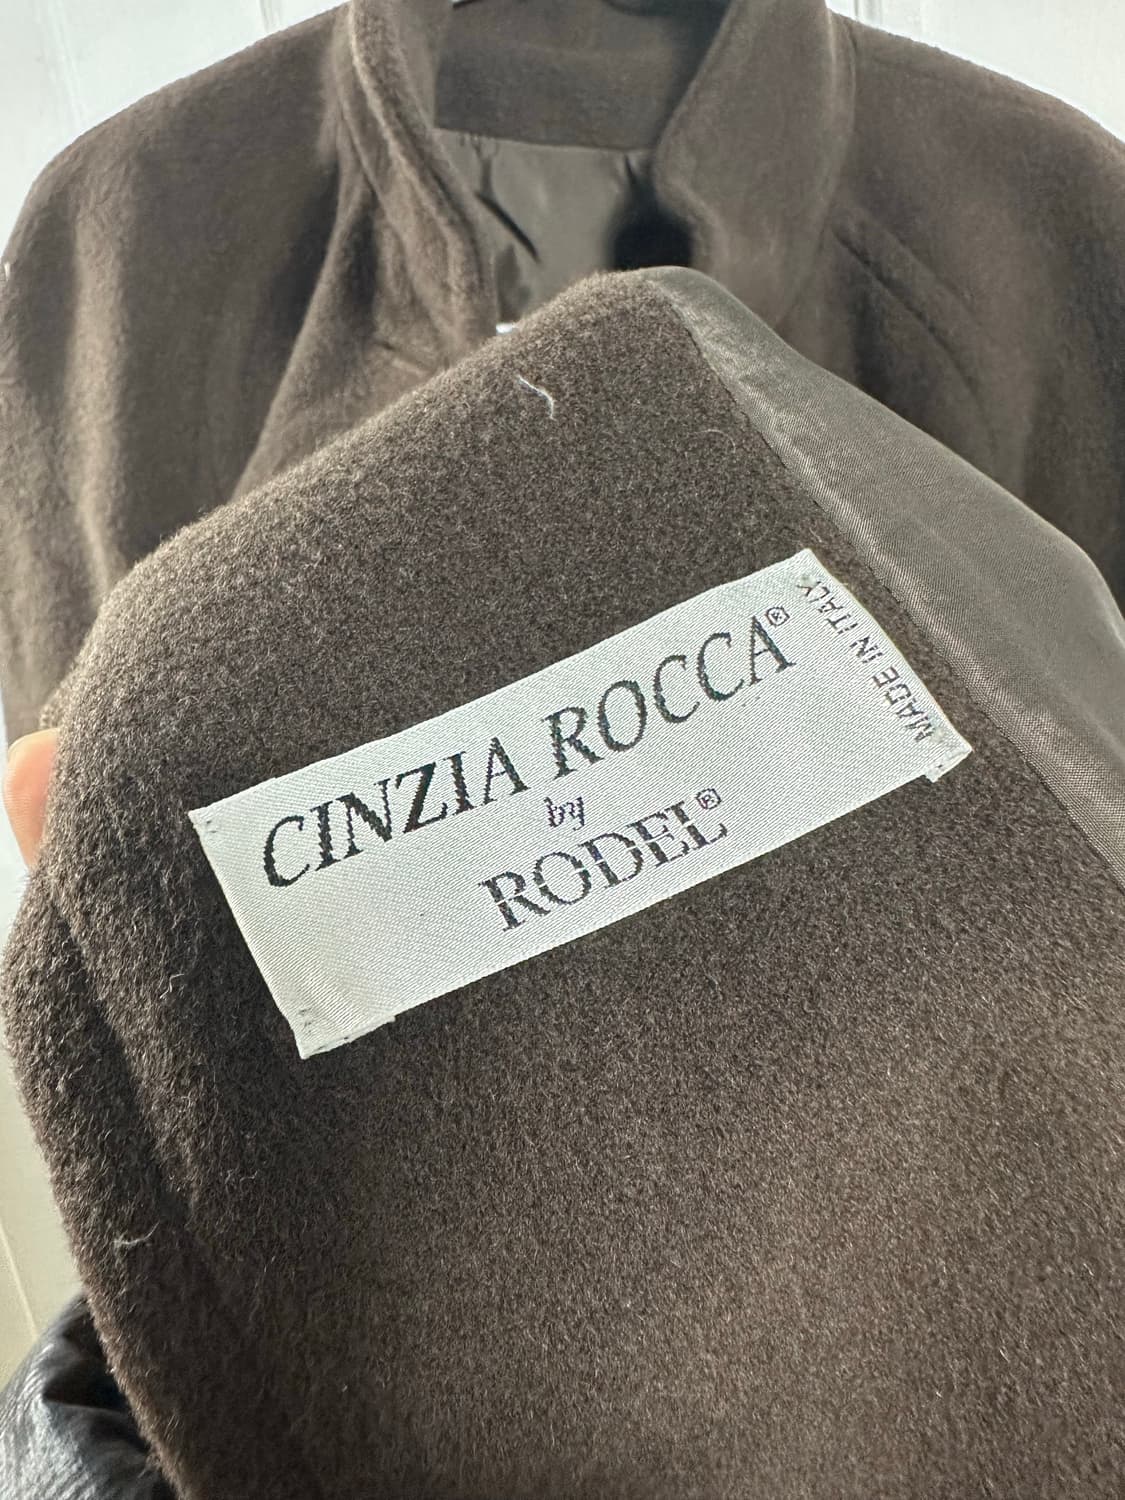 CINZIA ROCCA®
by
RODEL®
MADE IN ITALY